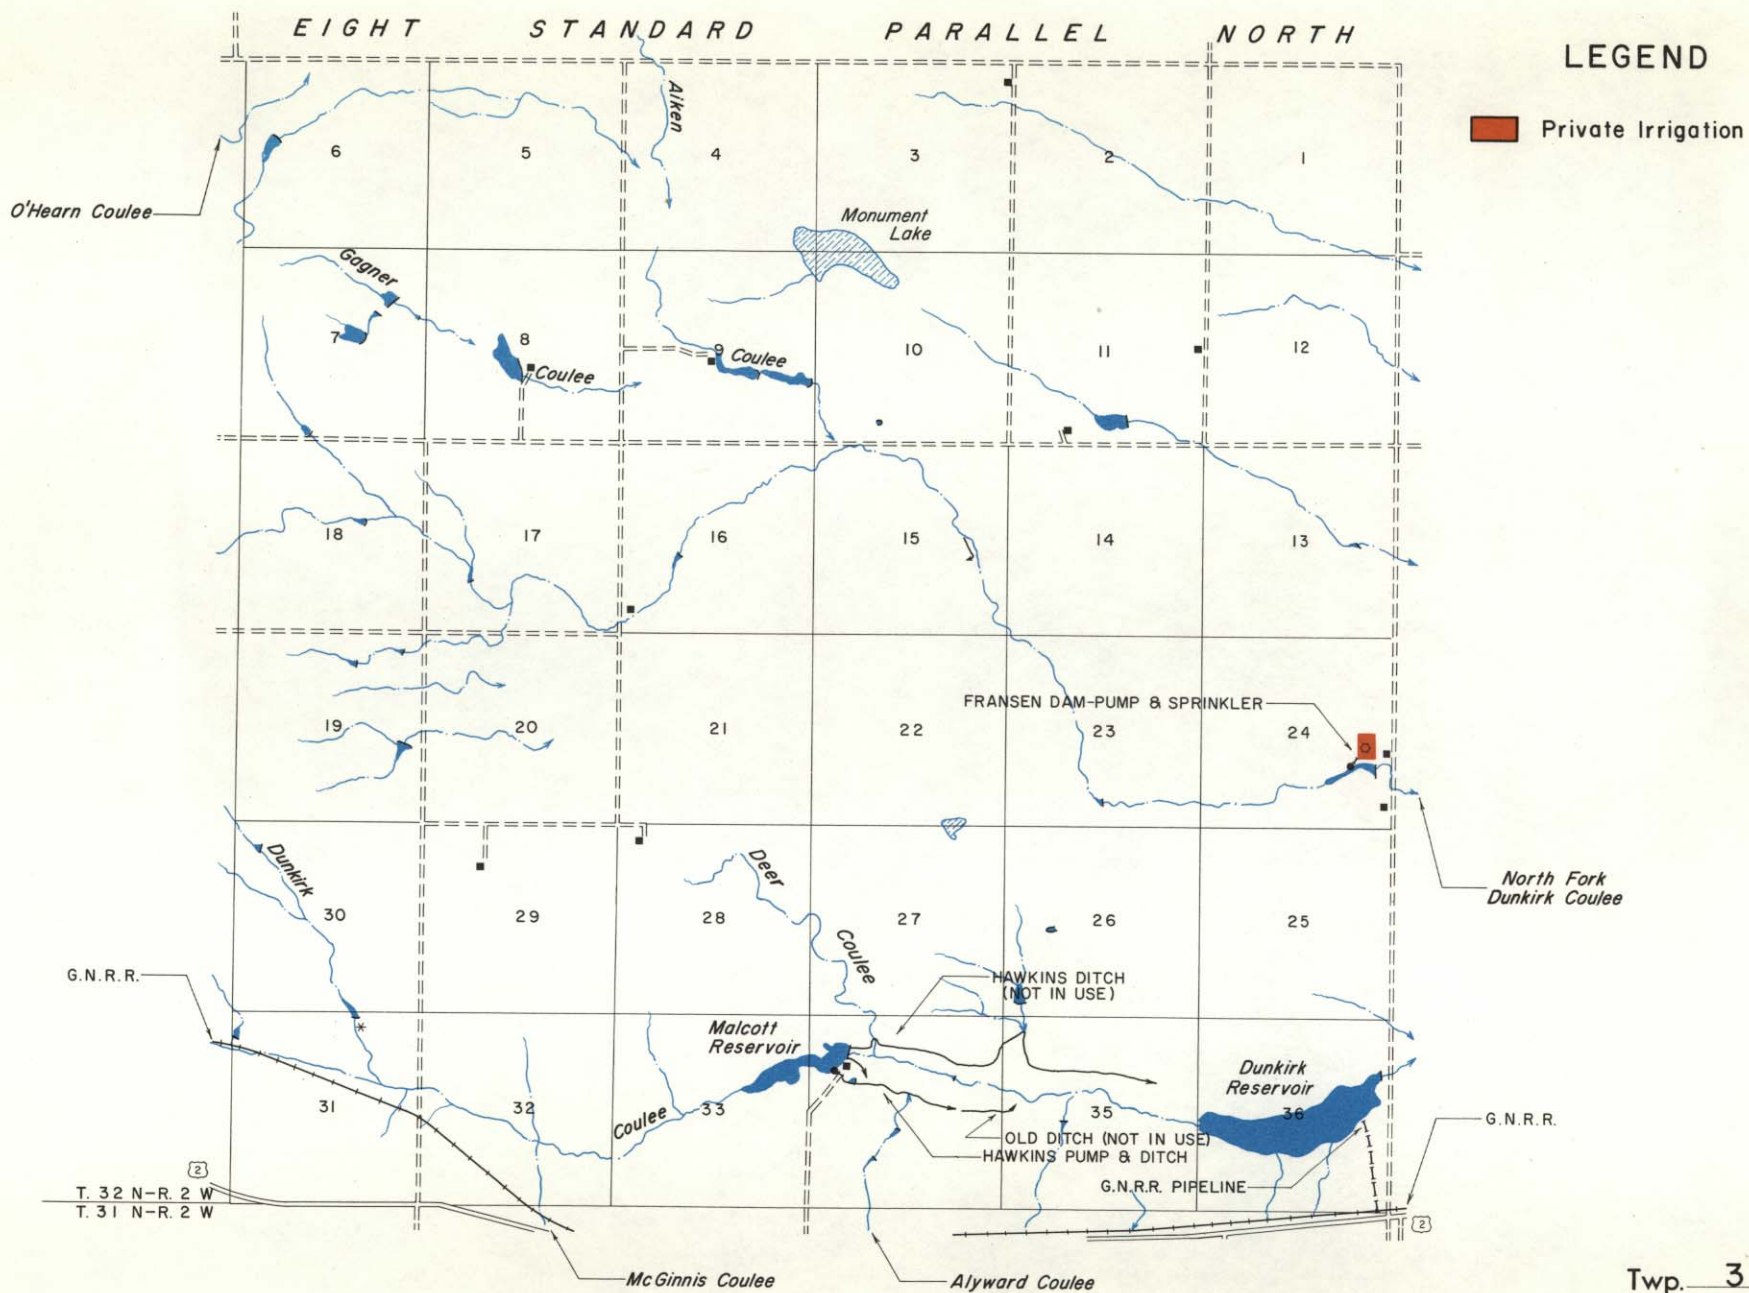 EIGHT STANDARD PARALLEL NORTH
LEGEND
Private Irrigation
Aiken
6 5 4 3 2 1
O'Hearn Coulee
Monument
Lake
Gagner
7 8 9 10 11 12
Coulee
Coulee
18 17 16 15 14 13
FRANSEN DAM-PUMP & SPRINKLER
19 20 21 22 23 24
Dunkirk
Deer
North Fork
Dunkirk Coulee
30 29 28 27 26 25
Coulee
G.N.R.R.
HAWKINS DITCH
(NOT IN USE)
Malcott
Reservoir
Dunkirk
Reservoir
31 32 33 35 36
Coulee
G.N.R.R.
OLD DITCH (NOT IN USE)
HAWKINS PUMP & DITCH
G.N.R.R. PIPELINE
2
T. 32 N-R. 2 W
T. 31 N-R. 2 W
2
McGinnis Coulee
Alyward Coulee
Twp. 3